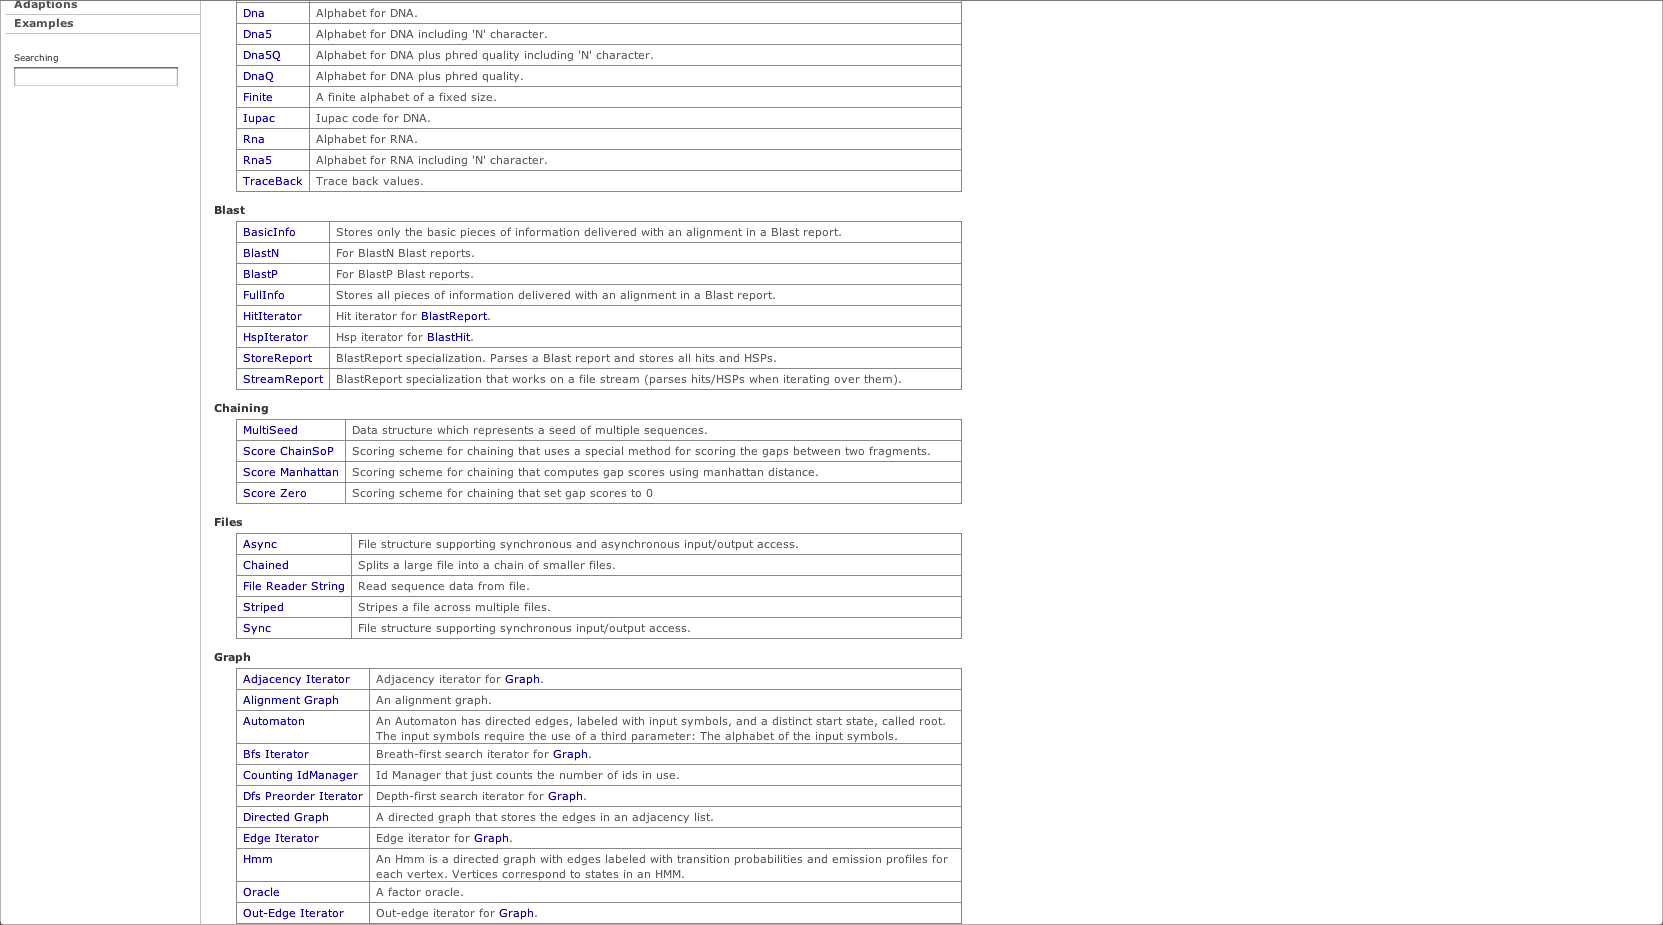 Adaptions
Examples
Searching
Dna Alphabet for DNA.
Dna5 Alphabet for DNA including 'N' character.
Dna5Q Alphabet for DNA plus phred quality including 'N' character.
DnaQ Alphabet for DNA plus phred quality.
Finite A finite alphabet of a fixed size.
Iupac Iupac code for DNA.
Rna Alphabet for RNA.
Rna5 Alphabet for RNA including 'N' character.
TraceBack Trace back values.
Blast
BasicInfo Stores only the basic pieces of information delivered with an alignment in a Blast report.
BlastN For BlastN Blast reports.
BlastP For BlastP Blast reports.
FullInfo Stores all pieces of information delivered with an alignment in a Blast report.
HitIterator Hit iterator for BlastReport.
HspIterator Hsp iterator for BlastHit.
StoreReport BlastReport specialization. Parses a Blast report and stores all hits and HSPs.
StreamReport BlastReport specialization that works on a file stream (parses hits/HSPs when iterating over them).
Chaining
MultiSeed Data structure which represents a seed of multiple sequences.
Score ChainSoP Scoring scheme for chaining that uses a special method for scoring the gaps between two fragments.
Score Manhattan Scoring scheme for chaining that computes gap scores using manhattan distance.
Score Zero Scoring scheme for chaining that set gap scores to 0
Files
Async File structure supporting synchronous and asynchronous input/output access.
Chained Splits a large file into a chain of smaller files.
File Reader String Read sequence data from file.
Striped Stripes a file across multiple files.
Sync File structure supporting synchronous input/output access.
Graph
Adjacency Iterator Adjacency iterator for Graph.
Alignment Graph An alignment graph.
Automaton An Automaton has directed edges, labeled with input symbols, and a distinct start state, called root.
The input symbols require the use of a third parameter: The alphabet of the input symbols.
Bfs Iterator Breath-first search iterator for Graph.
Counting IdManager Id Manager that just counts the number of ids in use.
Dfs Preorder Iterator Depth-first search iterator for Graph.
Directed Graph A directed graph that stores the edges in an adjacency list.
Edge Iterator Edge iterator for Graph.
Hmm An Hmm is a directed graph with edges labeled with transition probabilities and emission profiles for
each vertex. Vertices correspond to states in an HMM.
Oracle A factor oracle.
Out-Edge Iterator Out-edge iterator for Graph.